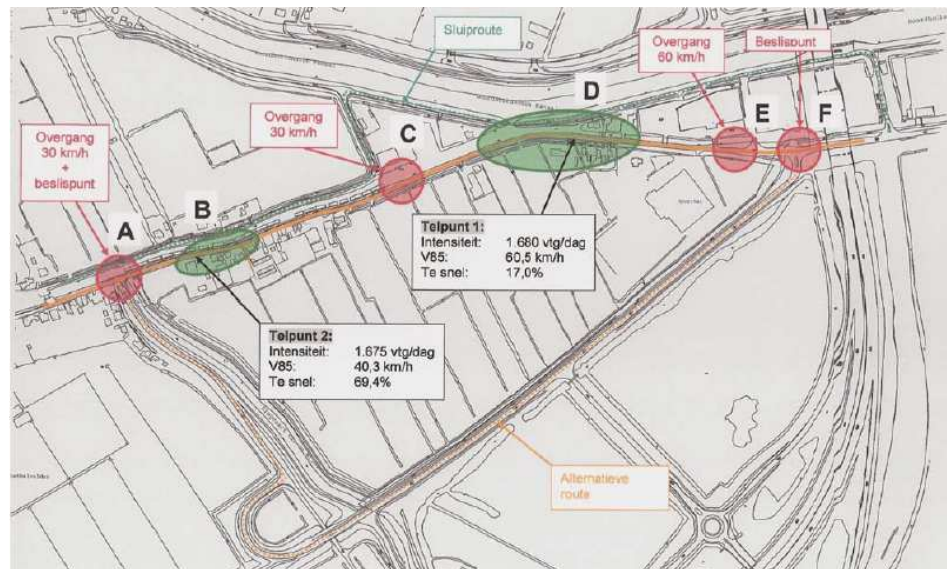 Sluiproute
Overgang
60 km/h
Beslispunt
D
E
F
Overgang
30 km/h
C
Overgang
30 km/h
+
beslispunt
A
B
Telpunt 1:
Intensiteit: 1.680 vtg/dag
V85: 60,5 km/h
Te snel: 17,0%
Telpunt 2:
Intensiteit: 1.675 vtg/dag
V85: 40,3 km/h
Te snel: 69,4%
Alternatieve
route